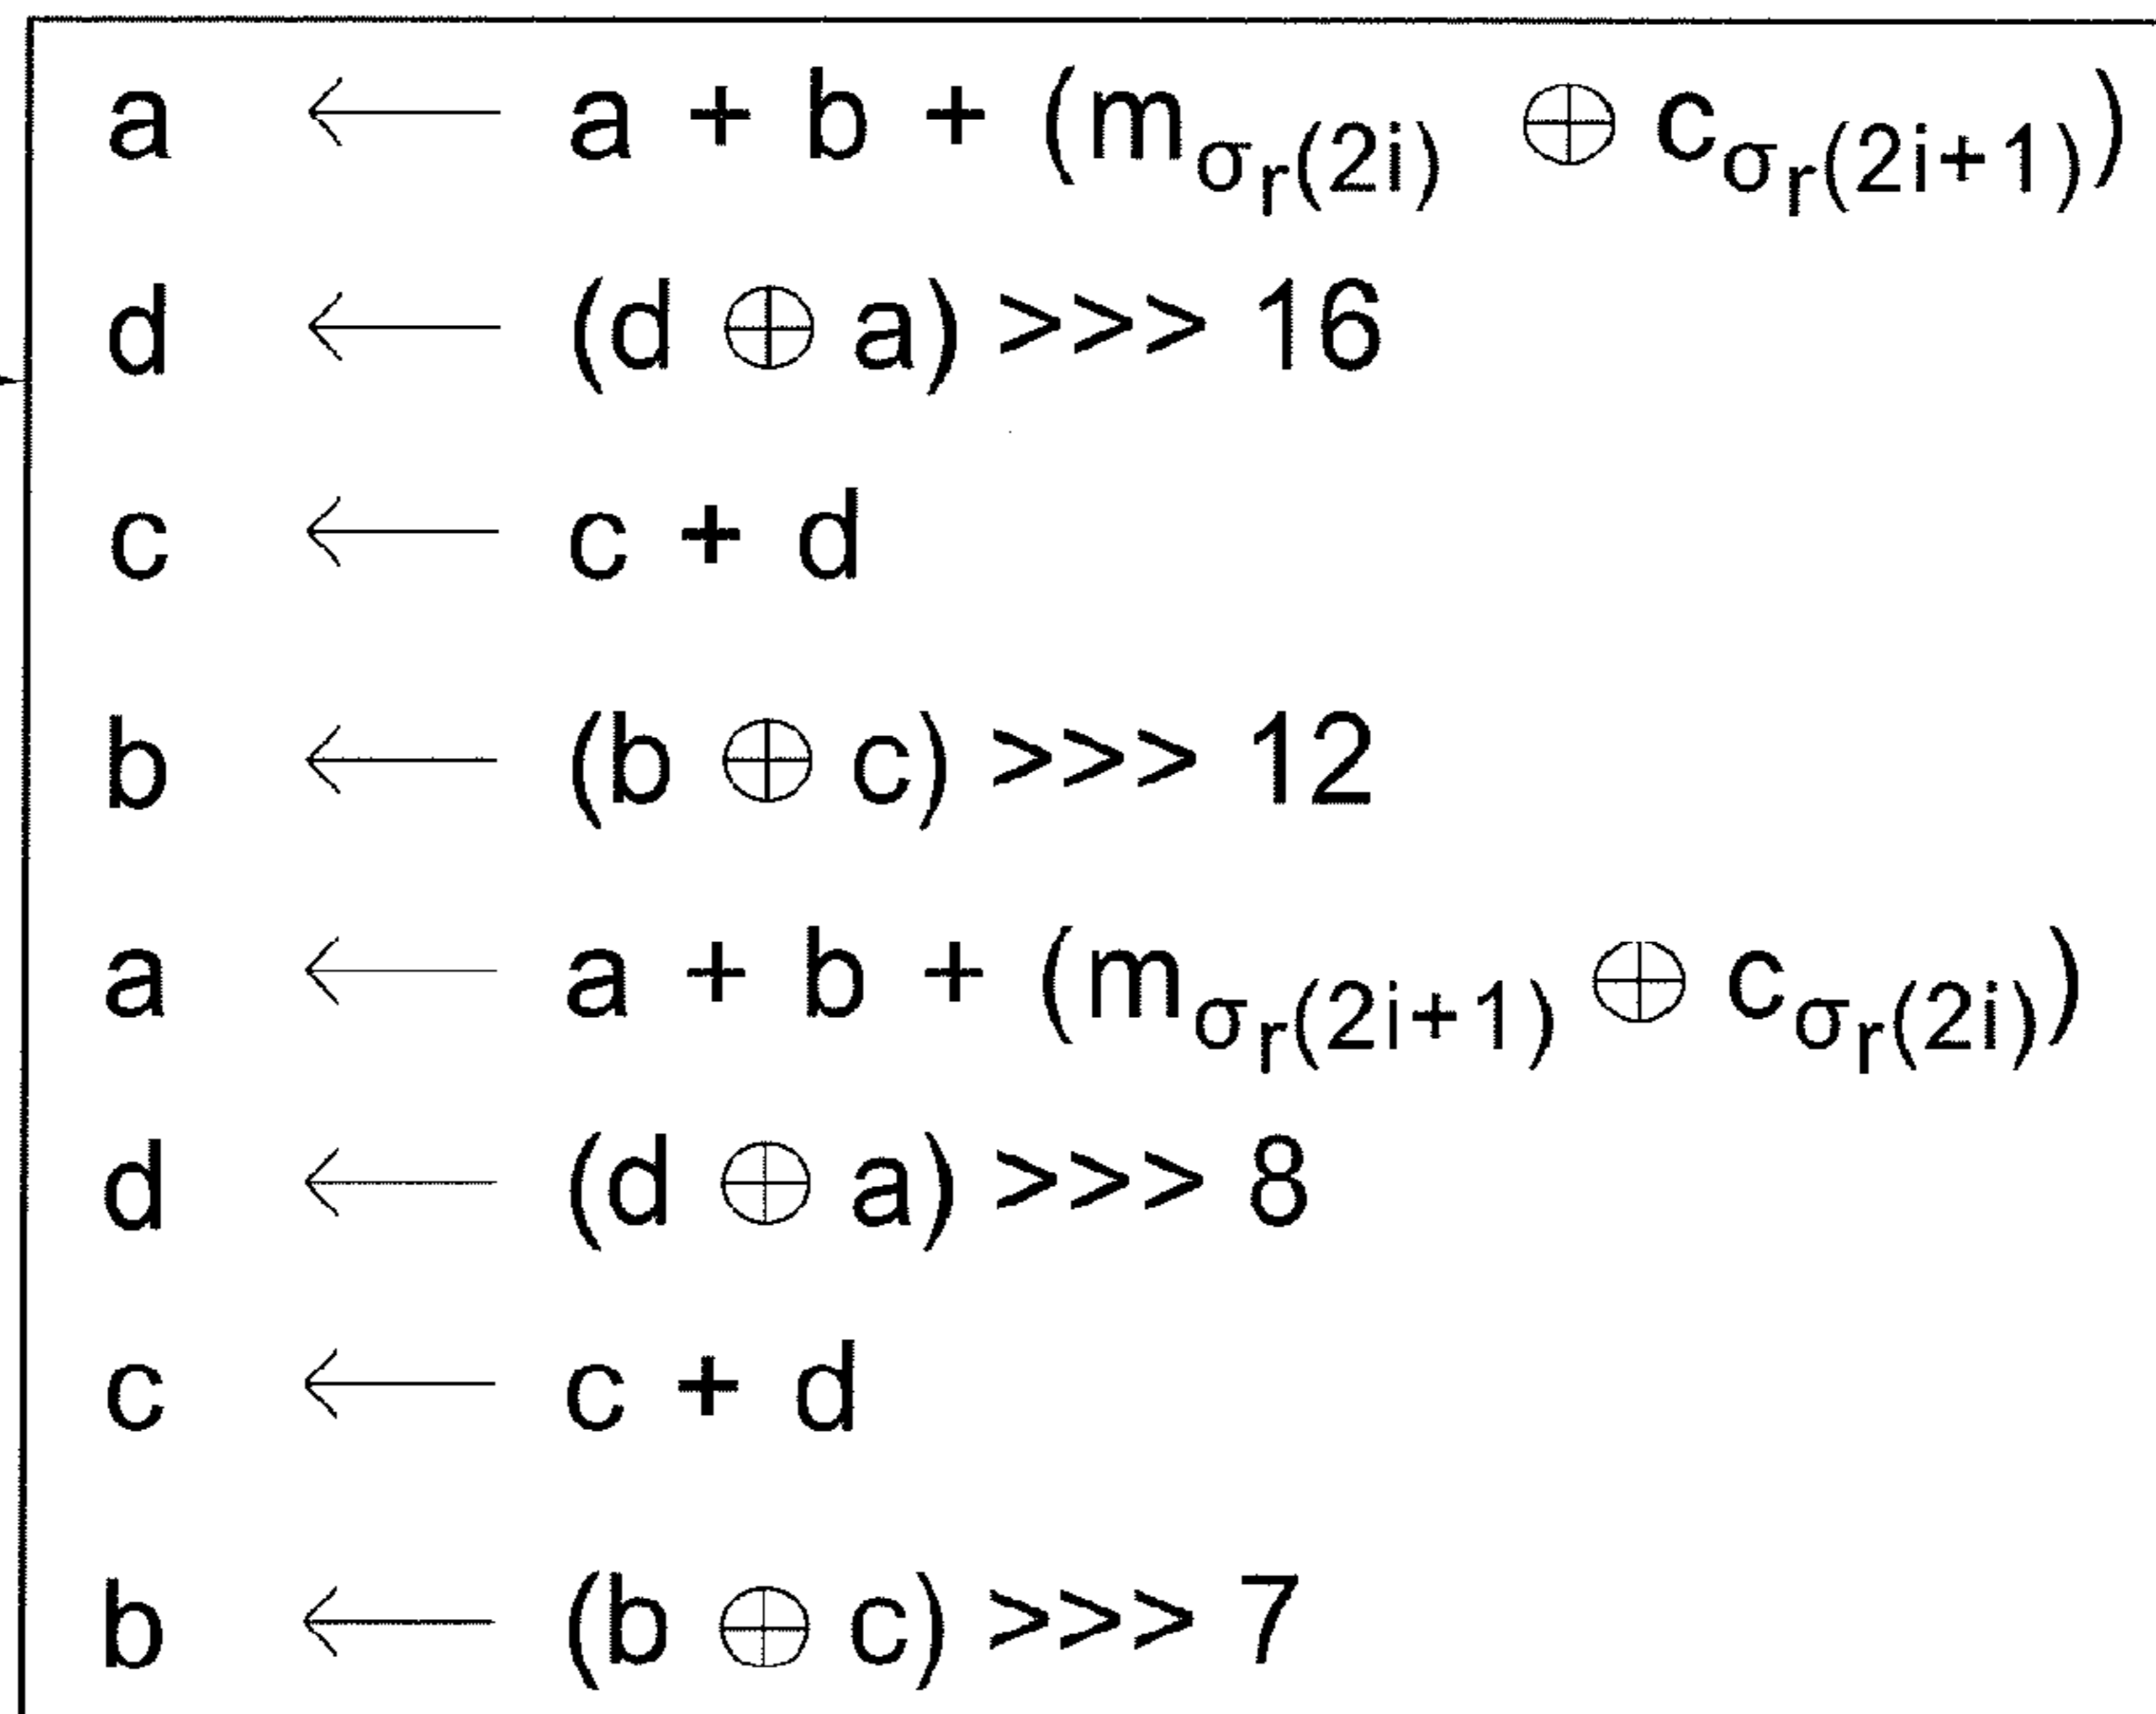 a ← a + b + (m_{σ_r(2i)} ⊕ c_{σ_r(2i+1)})
d ← (d ⊕ a) >>> 16
c ← c + d
b ← (b ⊕ c) >>> 12
a ← a + b + (m_{σ_r(2i+1)} ⊕ c_{σ_r(2i)})
d ← (d ⊕ a) >>> 8
c ← c + d
b ← (b ⊕ c) >>> 7